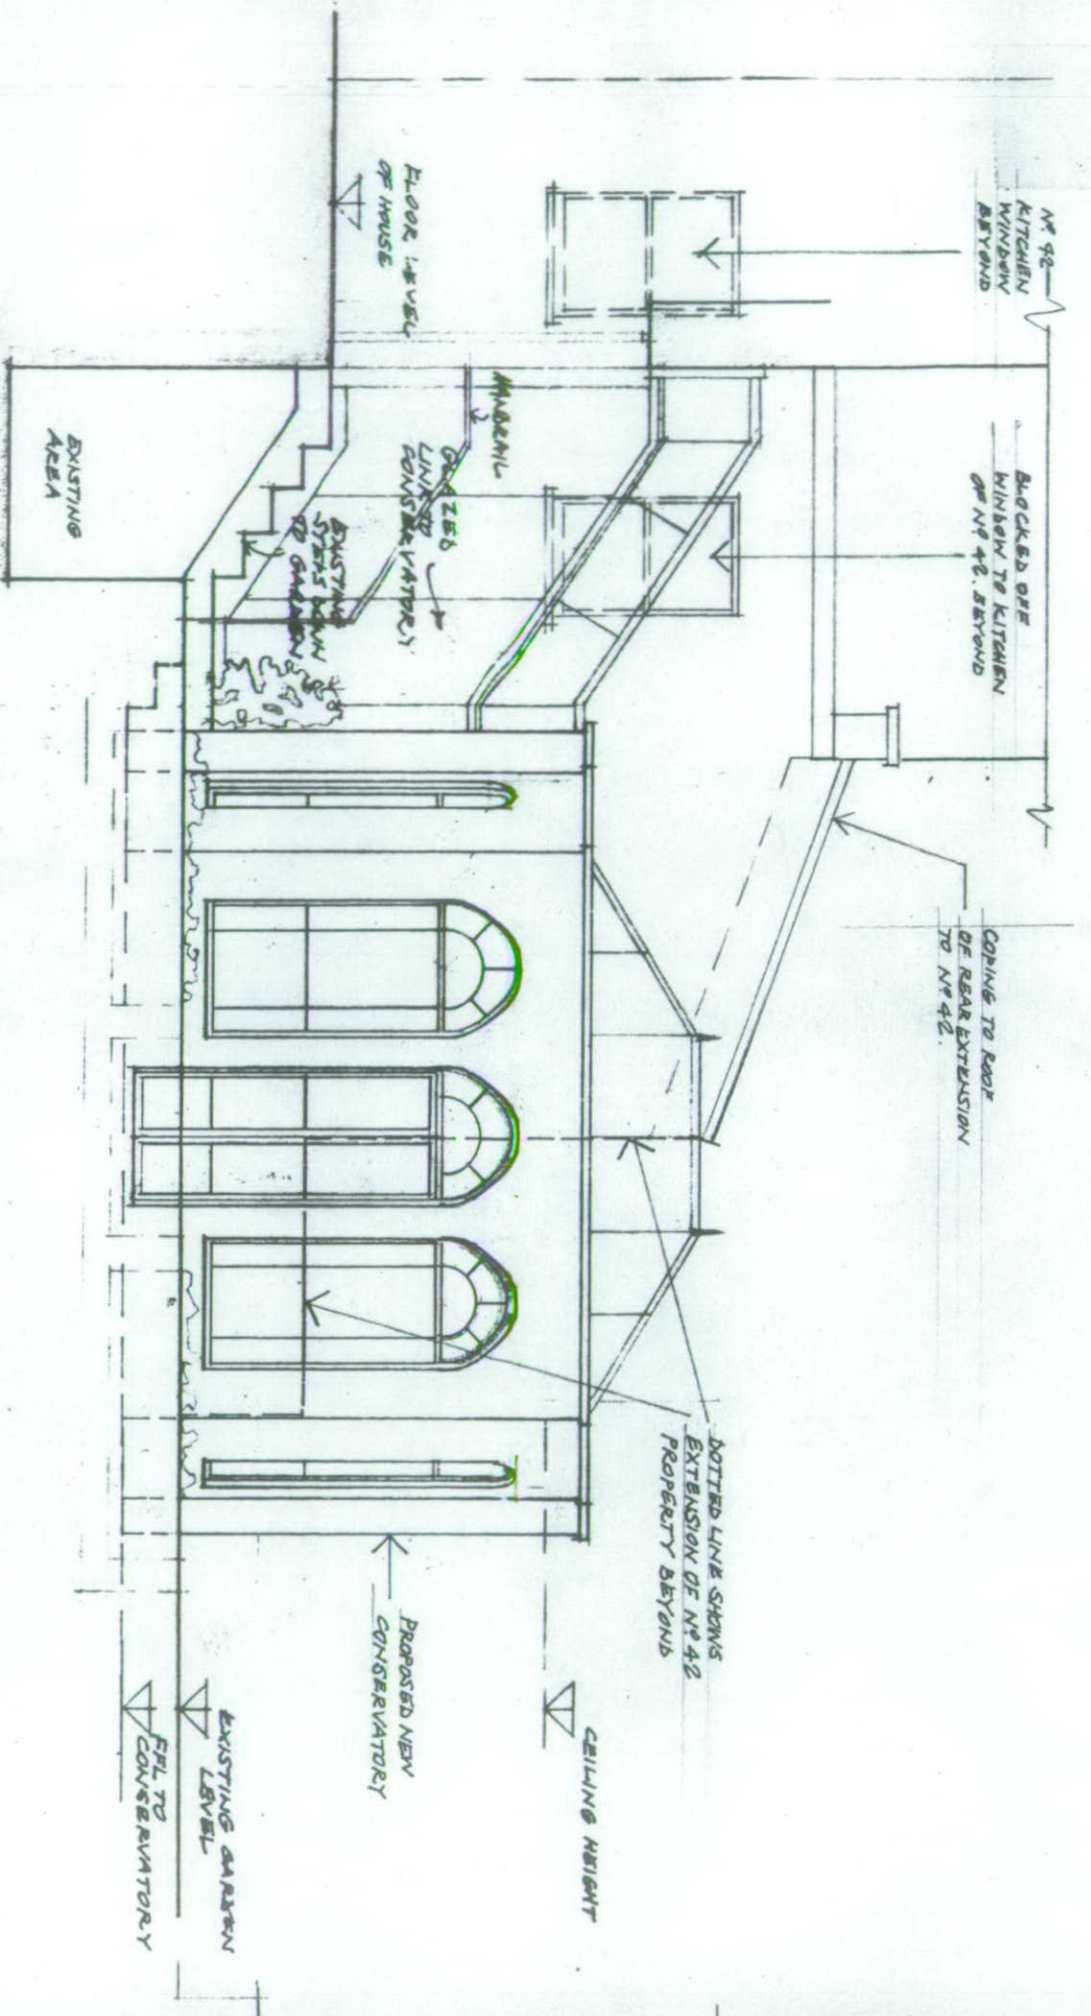 Nº 42
KITCHEN
WINDOW
BEYOND
BLOCKED OFF
WINDOW TO KITCHEN
OF Nº 42. BEYOND
COPING TO ROOF
OF REAR EXTENSION
TO Nº 42.
DOTTED LINE SHOWS
EXTENSION OF Nº 42
PROPERTY BEYOND
CEILING HEIGHT
FLOOR LEVEL
OF HOUSE
HANDRAIL
GLAZED
LINK TO
CONSERVATORY
EXISTING
STEPS DOWN
TO GARDEN
EXISTING
AREA
PROPOSED NEW
CONSERVATORY
EXISTING GARDEN
LEVEL
FFL TO
CONSERVATORY